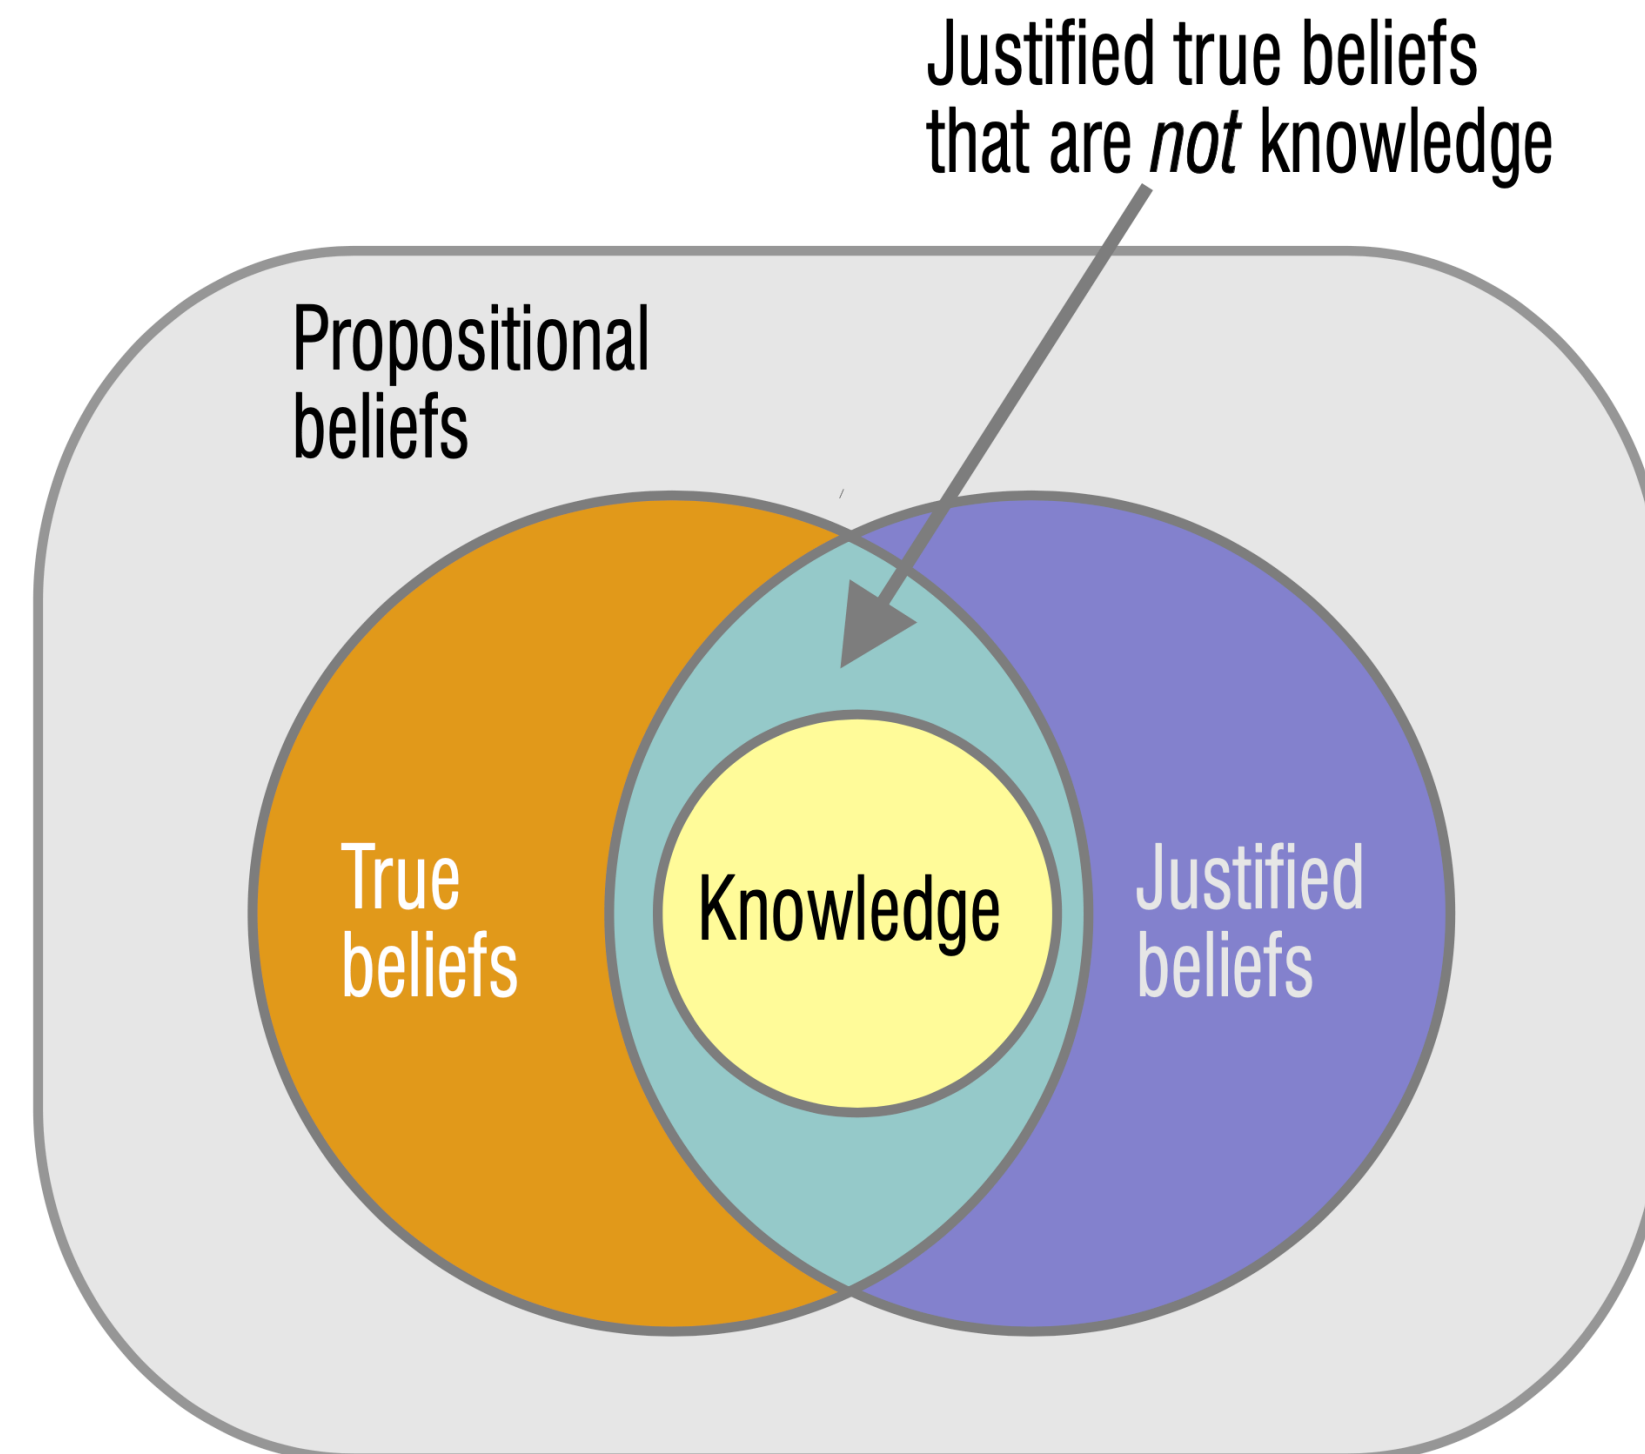 Justified true beliefs
that are not knowledge
Propositional
beliefs
True
beliefs
Knowledge
Justified
beliefs